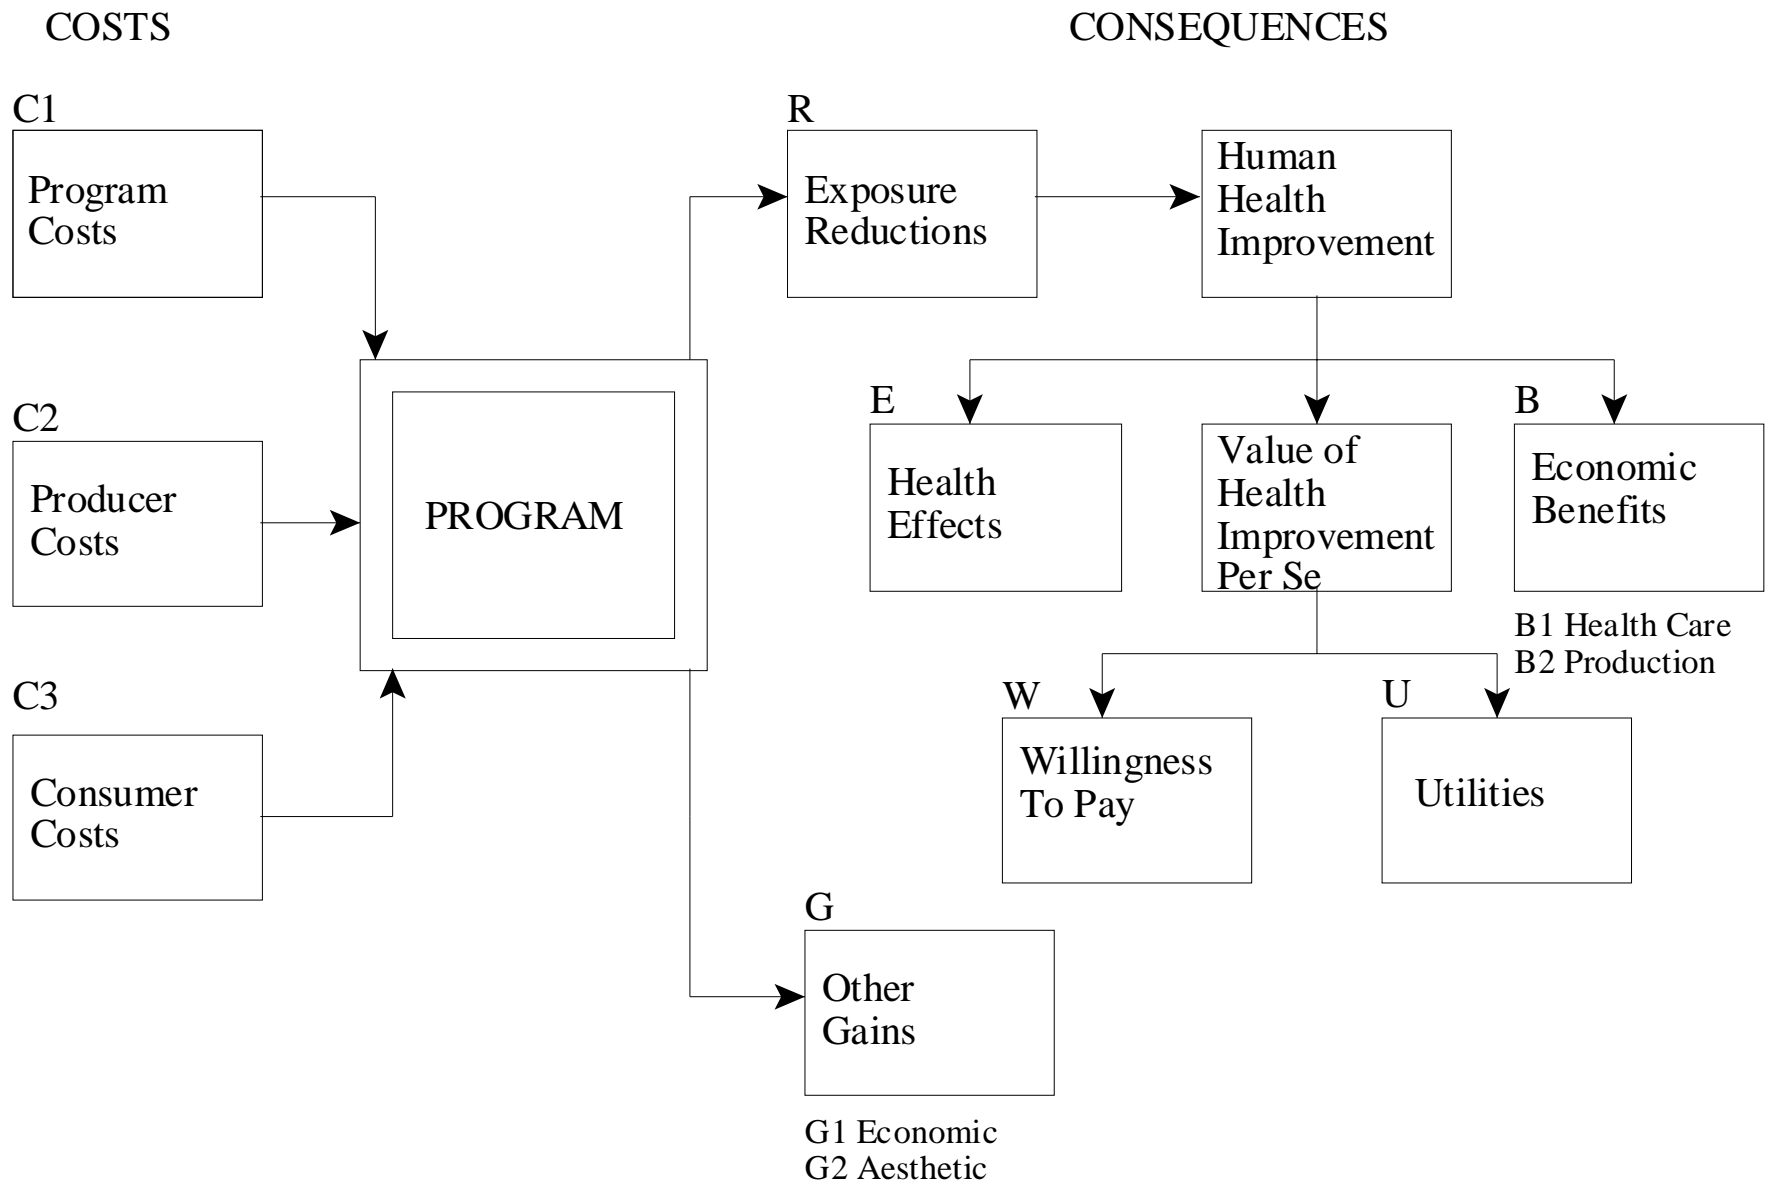 COSTS
CONSEQUENCES
C1
Program
Costs
R
Exposure
Reductions
Human
Health
Improvement
C2
Producer
Costs
PROGRAM
E
Health
Effects
Value of
Health
Improvement
Per Se
B
Economic
Benefits
B1 Health Care
B2 Production
C3
Consumer
Costs
W
Willingness
To Pay
U
Utilities
G
Other
Gains
G1 Economic
G2 Aesthetic